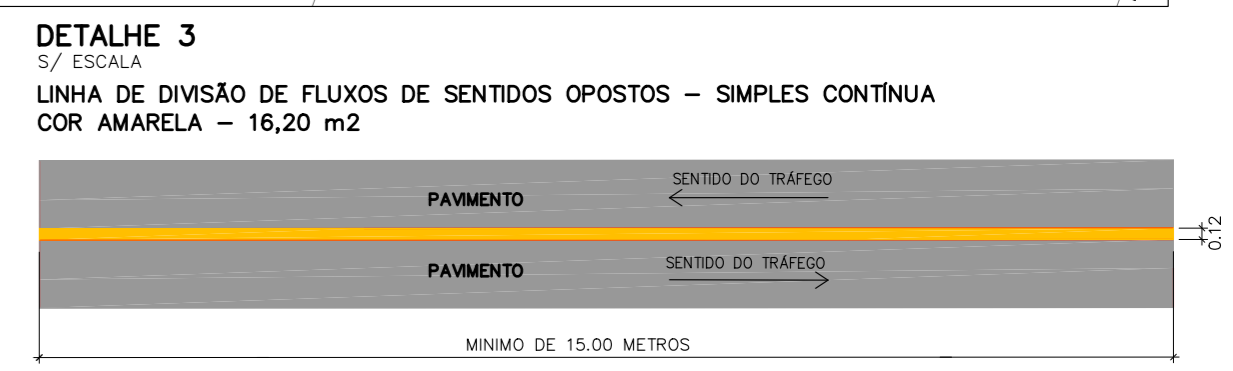 DETALHE 3
S/ ESCALA
LINHA DE DIVISÃO DE FLUXOS DE SENTIDOS OPOSTOS – SIMPLES CONTÍNUA
COR AMARELA – 16,20 m2
SENTIDO DO TRÁFEGO
PAVIMENTO
0.12
SENTIDO DO TRÁFEGO
PAVIMENTO
MINIMO DE 15.00 METROS